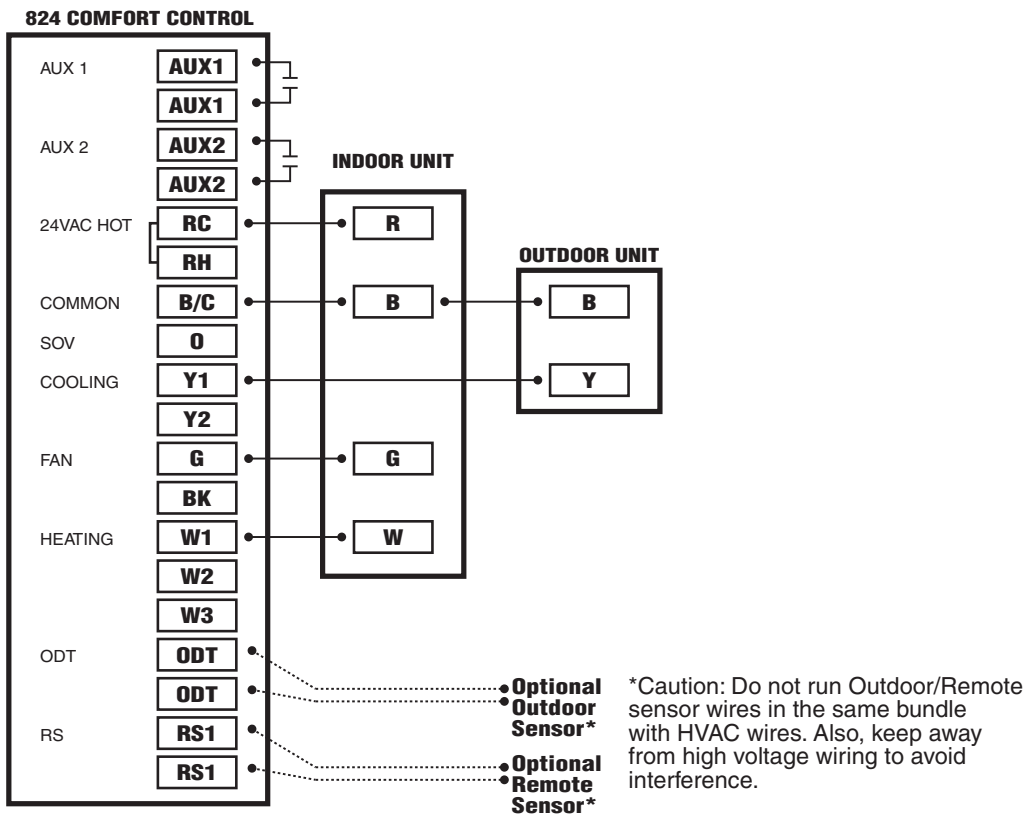 824 COMFORT CONTROL
AUX 1 AUX1
AUX1
AUX 2 AUX2
AUX2
INDOOR UNIT
24VAC HOT RC R
RH
OUTDOOR UNIT
COMMON B/C B B
SOV O
COOLING Y1 Y
Y2
FAN G G
BK
HEATING W1 W
W2
W3
ODT ODT
ODT
RS RS1
RS1
Optional
Outdoor
Sensor*
Optional
Remote
Sensor*
*Caution: Do not run Outdoor/Remote
sensor wires in the same bundle
with HVAC wires. Also, keep away
from high voltage wiring to avoid
interference.